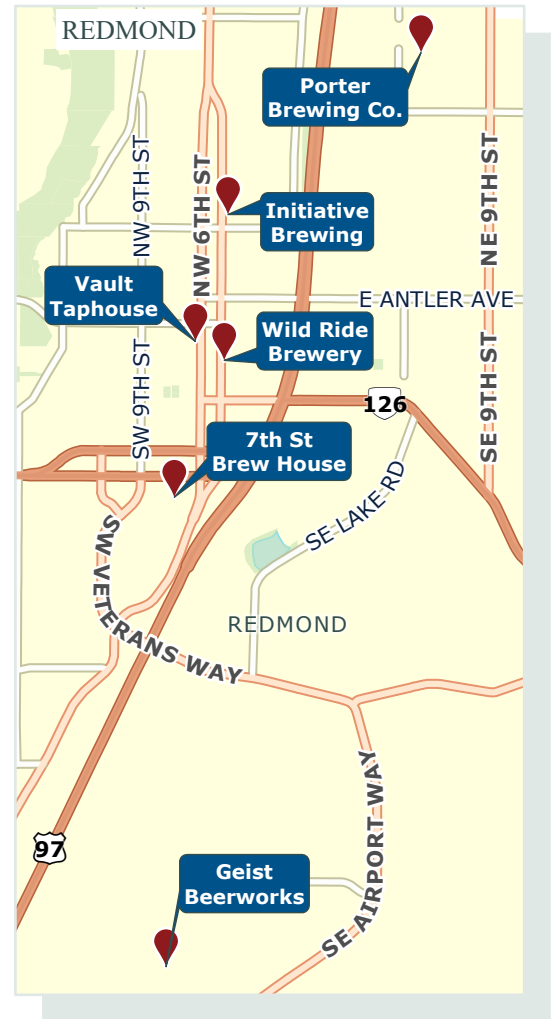 REDMOND
Porter
Brewing Co.
NW 9TH ST
NE 9TH ST
NW 6TH ST
Initiative
Brewing
Vault
Taphouse
E ANTLER AVE
Wild Ride
Brewery
SW 9TH ST
SE 9TH ST
126
7th St
Brew House
SE LAKE RD
SW VETERANS WAY
REDMOND
SE AIRPORT WAY
97
Geist
Beerworks